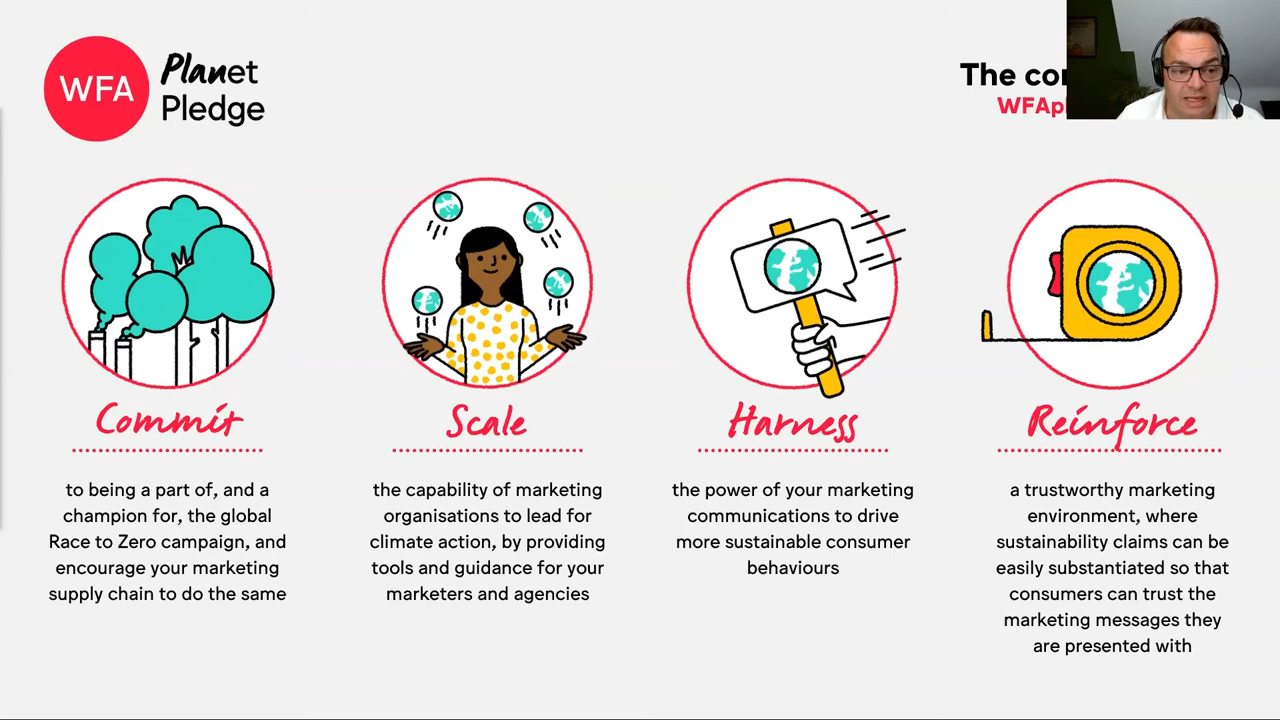 WFA
Planet
Pledge
The
WFA
Commit
to being a part of, and a
champion for, the global
Race to Zero campaign, and
encourage your marketing
supply chain to do the same
Scale
the capability of marketing
organisations to lead for
climate action, by providing
tools and guidance for your
marketers and agencies
Harness
the power of your marketing
communications to drive
more sustainable consumer
behaviours
Reinforce
a trustworthy marketing
environment, where
sustainability claims can be
easily substantiated so that
consumers can trust the
marketing messages they
are presented with